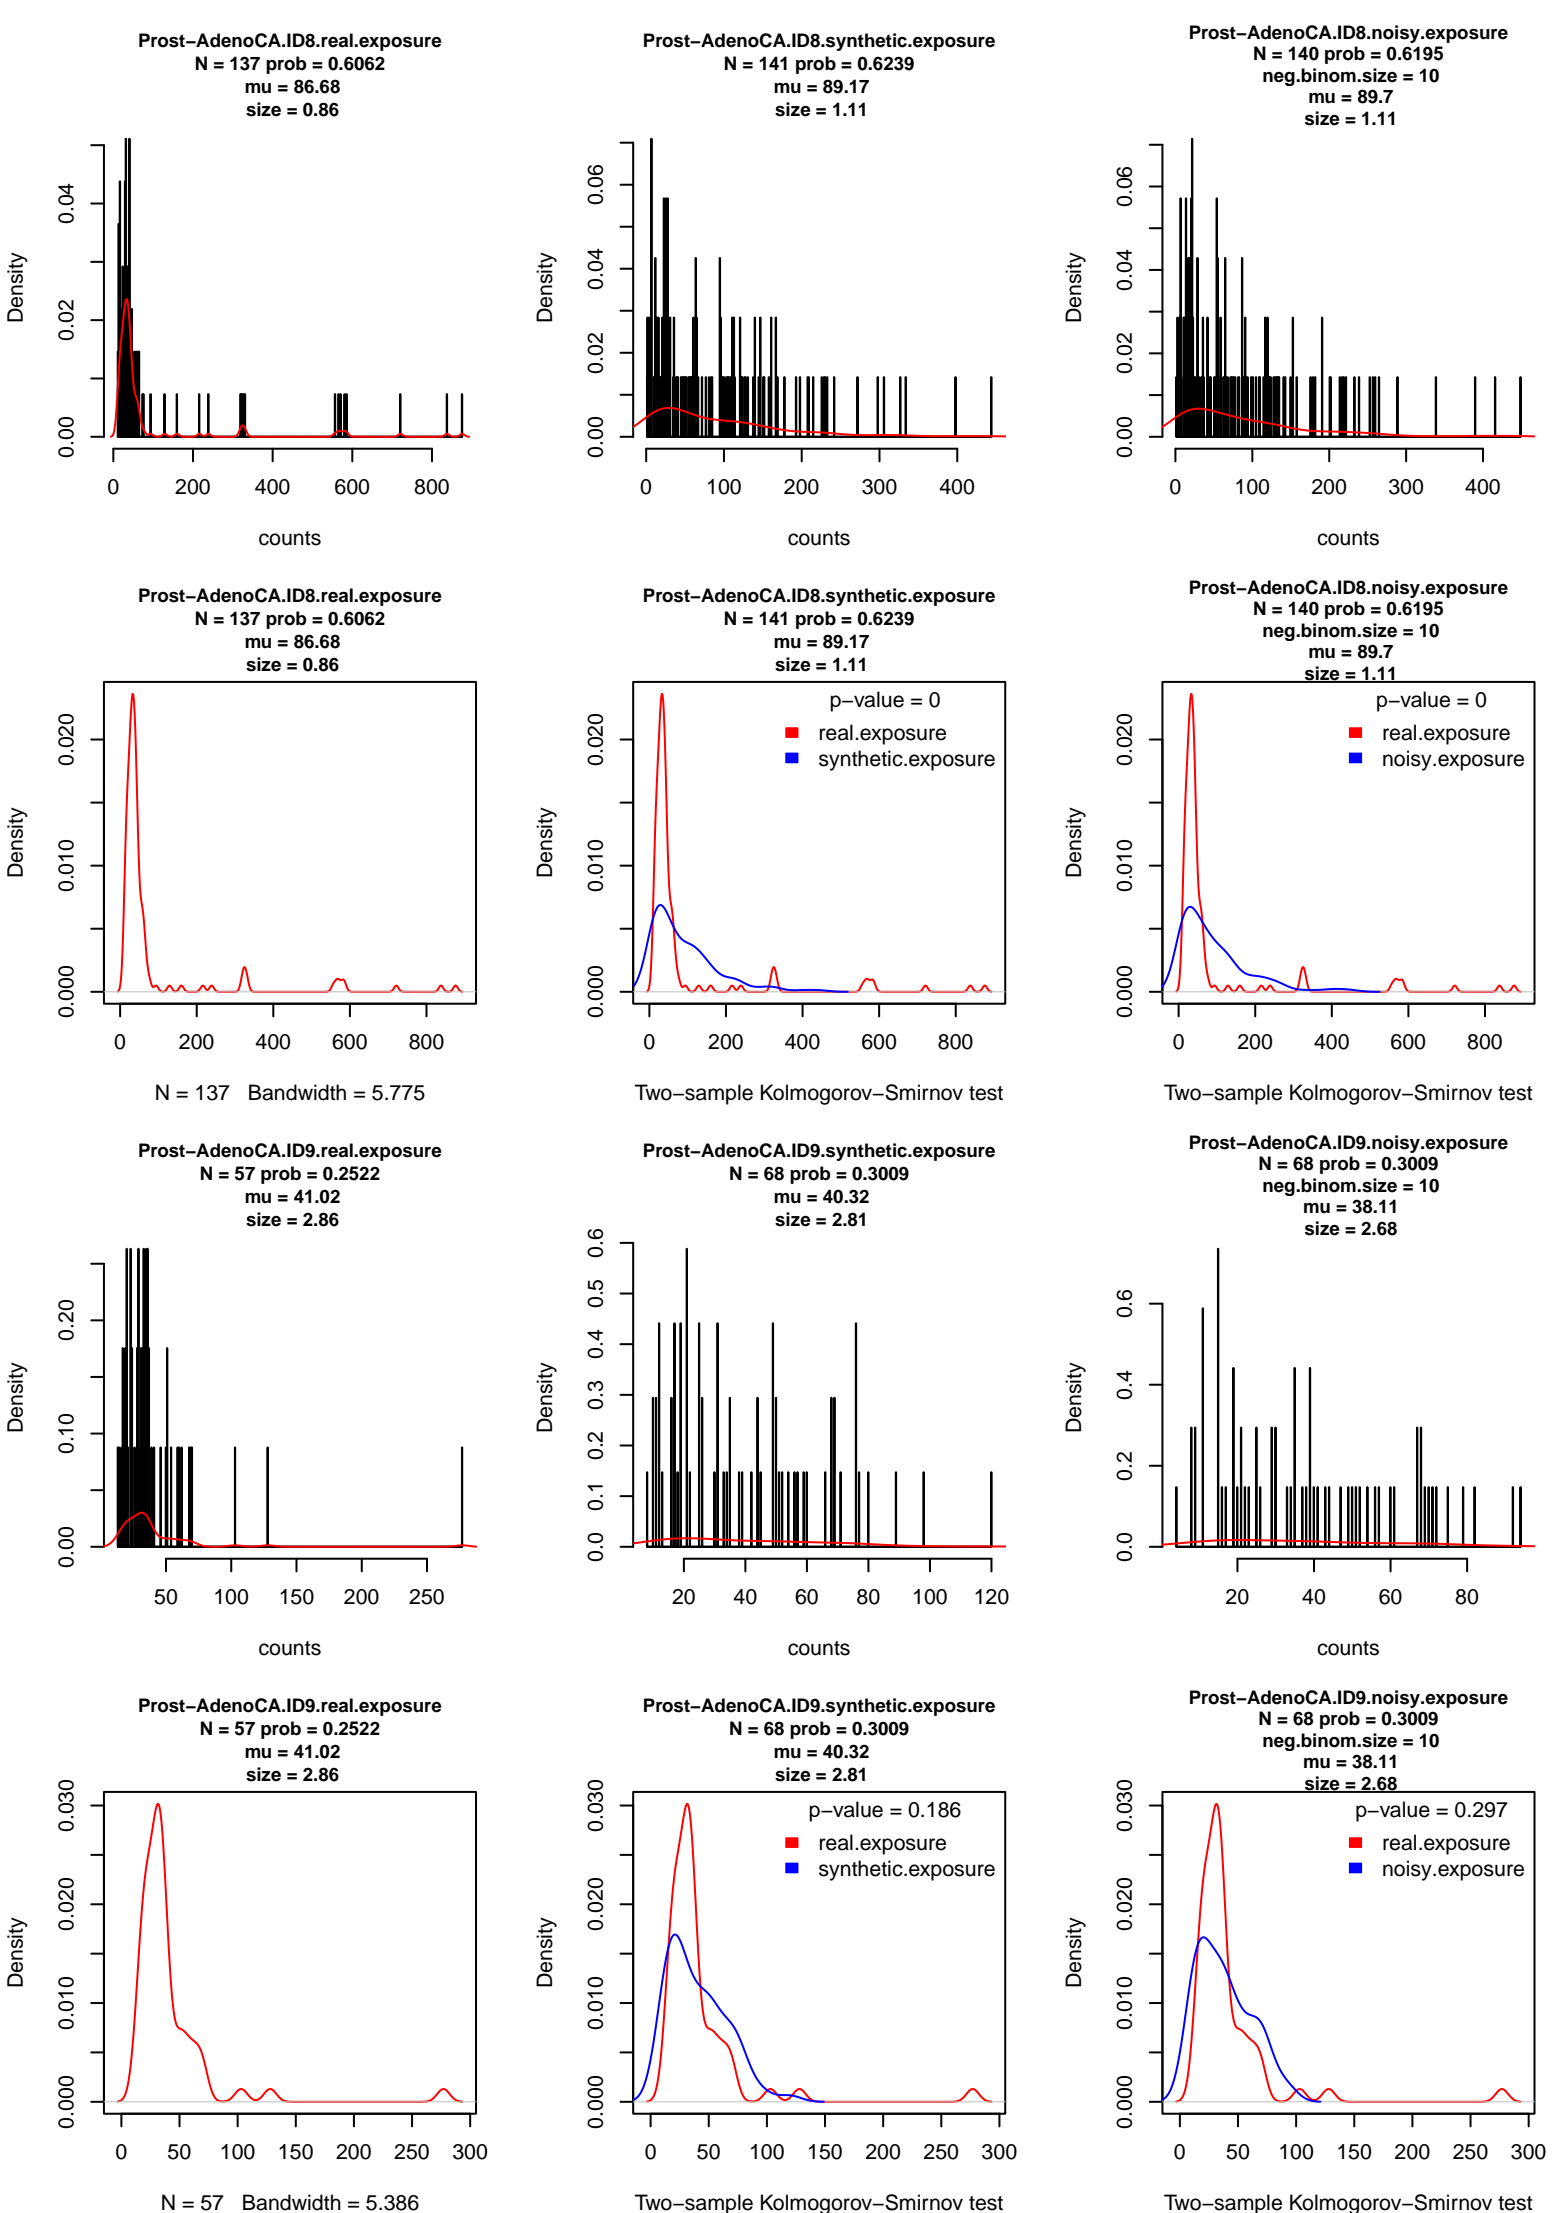 Prost−AdenoCA.ID8.real.exposure
N = 137 prob = 0.6062
mu = 86.68
size = 0.86
Density
0.00 0.02 0.04
0 200 400 600 800
counts
Prost−AdenoCA.ID8.synthetic.exposure
N = 141 prob = 0.6239
mu = 89.17
size = 1.11
Density
0.00 0.02 0.04 0.06
0 100 200 300 400
counts
Prost−AdenoCA.ID8.noisy.exposure
N = 140 prob = 0.6195
neg.binom.size = 10
mu = 89.7
size = 1.11
Density
0.00 0.02 0.04 0.06
0 100 200 300 400
counts
Prost−AdenoCA.ID8.real.exposure
N = 137 prob = 0.6062
mu = 86.68
size = 0.86
Density
0.000 0.010 0.020
0 200 400 600 800
N = 137 Bandwidth = 5.775
Prost−AdenoCA.ID8.synthetic.exposure
N = 141 prob = 0.6239
mu = 89.17
size = 1.11
p−value = 0
real.exposure
synthetic.exposure
Density
0.000 0.010 0.020
0 200 400 600 800
Two−sample Kolmogorov−Smirnov test
Prost−AdenoCA.ID8.noisy.exposure
N = 140 prob = 0.6195
neg.binom.size = 10
mu = 89.7
size = 1.11
p−value = 0
real.exposure
noisy.exposure
Density
0.000 0.010 0.020
0 200 400 600 800
Two−sample Kolmogorov−Smirnov test
Prost−AdenoCA.ID9.real.exposure
N = 57 prob = 0.2522
mu = 41.02
size = 2.86
Density
0.00 0.10 0.20
50 100 150 200 250
counts
Prost−AdenoCA.ID9.synthetic.exposure
N = 68 prob = 0.3009
mu = 40.32
size = 2.81
Density
0.0 0.1 0.2 0.3 0.4 0.5 0.6
20 40 60 80 100 120
counts
Prost−AdenoCA.ID9.noisy.exposure
N = 68 prob = 0.3009
neg.binom.size = 10
mu = 38.11
size = 2.68
Density
0.0 0.2 0.4 0.6
20 40 60 80
counts
Prost−AdenoCA.ID9.real.exposure
N = 57 prob = 0.2522
mu = 41.02
size = 2.86
Density
0.000 0.010 0.020 0.030
0 50 100 150 200 250 300
N = 57 Bandwidth = 5.386
Prost−AdenoCA.ID9.synthetic.exposure
N = 68 prob = 0.3009
mu = 40.32
size = 2.81
p−value = 0.186
real.exposure
synthetic.exposure
Density
0.000 0.010 0.020 0.030
0 50 100 150 200 250 300
Two−sample Kolmogorov−Smirnov test
Prost−AdenoCA.ID9.noisy.exposure
N = 68 prob = 0.3009
neg.binom.size = 10
mu = 38.11
size = 2.68
p−value = 0.297
real.exposure
noisy.exposure
Density
0.000 0.010 0.020 0.030
0 50 100 150 200 250 300
Two−sample Kolmogorov−Smirnov test